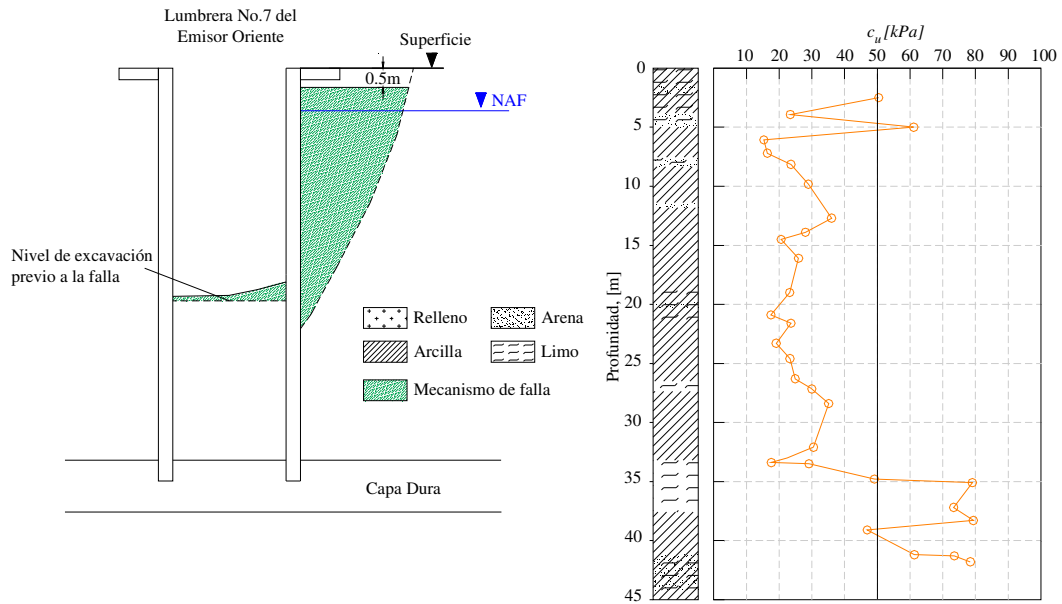 Lumbrera No.7 del
Emisor Oriente
Superficie
0.5m
NAF
Nivel de excavación
previo a la falla
Relleno
Arena
Arcilla
Limo
Mecanismo de falla
Capa Dura
c_u [kPa]
10 20 30 40 50 60 70 80 90 100
Profundidad, [m]
0
5
10
15
20
25
30
35
40
45